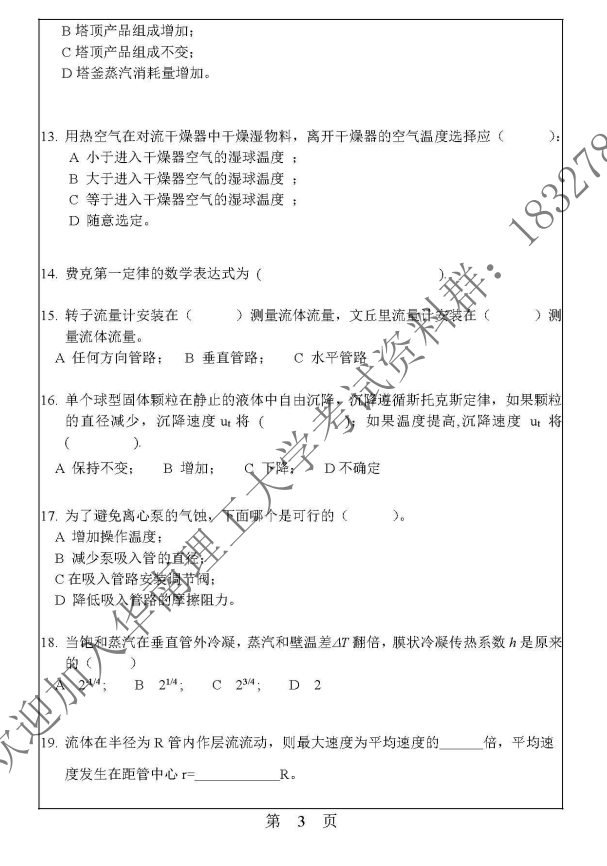 B 塔顶产品组成增加;
C 塔顶产品组成不变;
D 塔釜蒸汽消耗量增加。
13. 用热空气在对流干燥器中干燥湿物料，离开干燥器的空气温度选择应（ ）:
A 小于进入干燥器空气的湿球温度 ;
B 大于进入干燥器空气的湿球温度 ;
C 等于进入干燥器空气的湿球温度 ;
D 随意选定。
14. 费克第一定律的数学表达式为 ( ).
15. 转子流量计安装在（ ）测量流体流量，文丘里流量计安装在（ ）测
量流体流量。
A 任何方向管路; B 垂直管路; C 水平管路
16. 单个球型固体颗粒在静止的液体中自由沉降，沉降遵循斯托克斯定律，如果颗粒
的直径减少，沉降速度 uₜ 将 ( ); 如果温度提高,沉降速度 uₜ 将
( ).
A 保持不变; B 增加; C 下降; D 不确定
17. 为了避免离心泵的气蚀，下面哪个是可行的（ ）。
A 增加操作温度;
B 减少泵吸入管的直径;
C 在吸入管路安装调节阀;
D 降低吸入管路的摩擦阻力。
18. 当饱和蒸汽在垂直管外冷凝，蒸汽和壁温差ΔT 翻倍，膜状冷凝传热系数 h 是原来
的（ ）
A 2⁻¹/⁴; B 2¹/⁴; C 2³/⁴; D 2
19. 流体在半径为 R 管内作层流流动，则最大速度为平均速度的______倍，平均速
度发生在距管中心 r=____________R。
第 3 页
欢迎加入华南理工大学考试资料群：183278